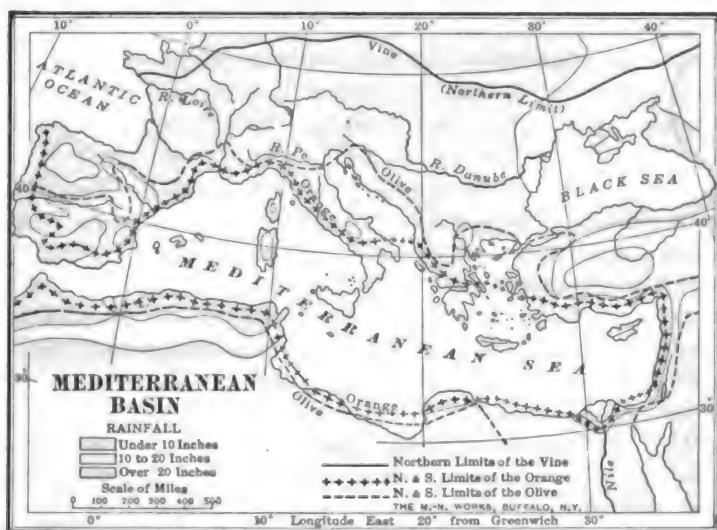 10° 0° 10° 20° 30° 40°
ATLANTIC
OCEAN
Vine
(Northern Limit)
R. Loire
R. Po
Olive
R. Danube
BLACK SEA
Orange
40
40°
MEDITERRANEAN SEA
MEDITERRANEAN
BASIN
Orange
Olive
30°
RAINFALL
Under 10 Inches
10 to 20 Inches
Over 20 Inches
Scale of Miles
0 100 200 300 400 500
Northern Limits of the Vine
N. & S. Limits of the Orange
N. & S. Limits of the Olive
THE M.-N. WORKS, BUFFALO, N.Y.
Nile
0° 10° Longitude East 20° from Greenwich 30°